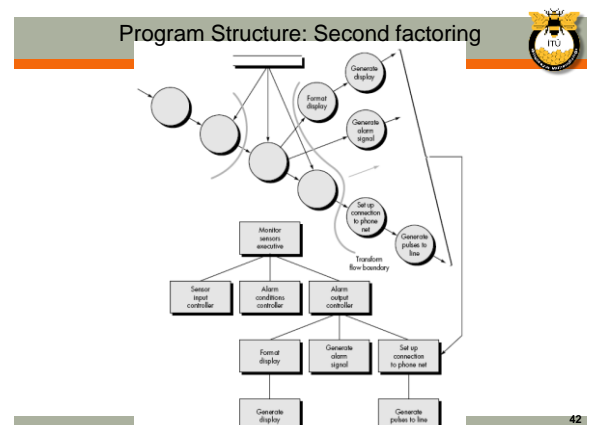 Program Structure: Second factoring
İTÜ
Generate
display
Format
display
Generate
alarm
signal
Set up
connection
to phone
net
Generate
pulses to
line
Transform
flow boundary
Monitor
sensors
executive
Sensor
input
controller
Alarm
conditions
controller
Alarm
output
controller
Format
display
Generate
alarm
signal
Set up
connection
to phone net
Generate
display
Generate
pulses to line
42